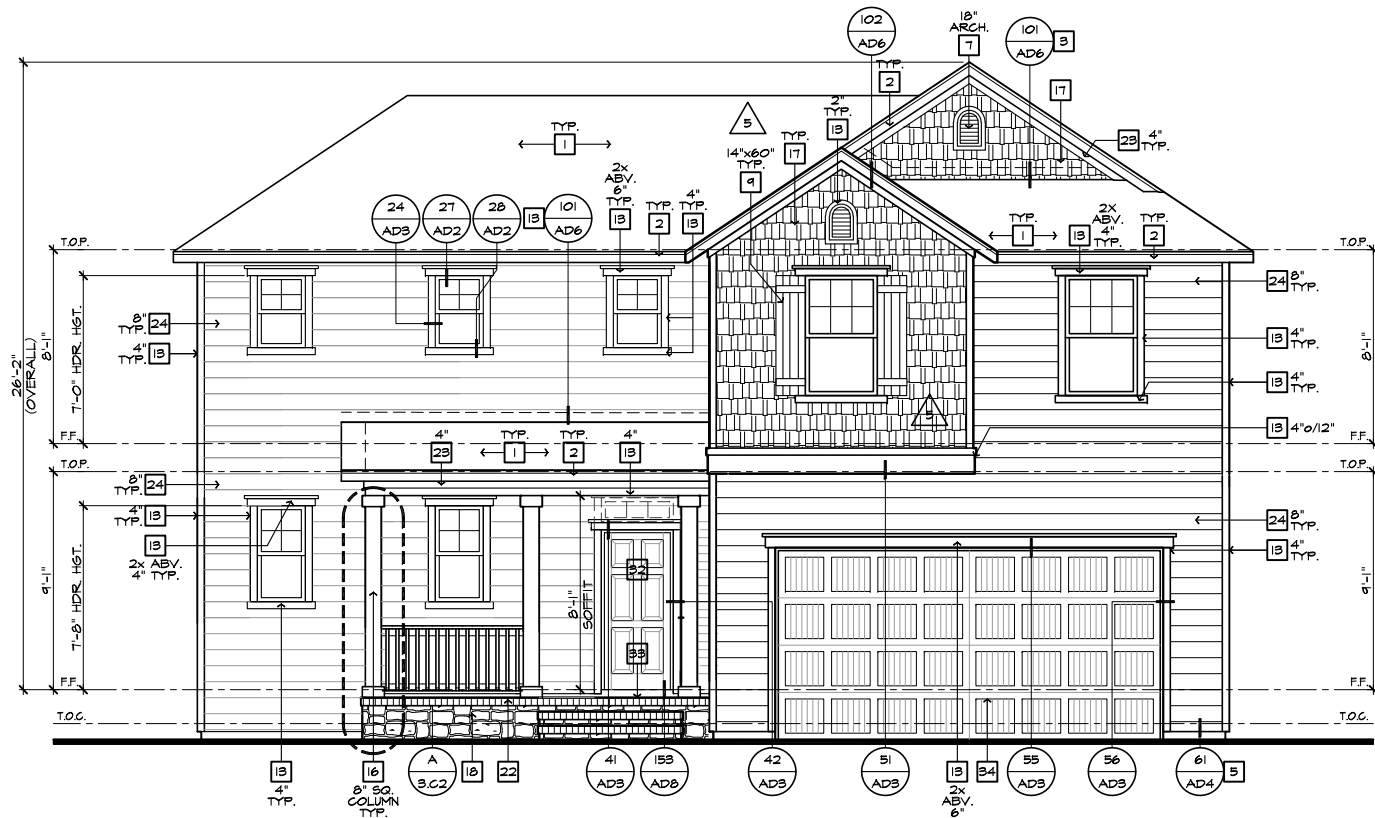 102
AD6
18"
ARCH.
7
101
AD6
3
TYP.
2
17
5
2"
TYP.
13
TYP.
17
23
4"
TYP.
TYP.
1
14"x60"
TYP.
9
2x
ABV.
6"
TYP.
13
4"
TYP.
13
24
AD3
27
AD2
28
AD2
13
101
AD6
TYP.
2
TYP.
1
13
2x
ABV.
4"
TYP.
TYP.
2
T.O.P.
T.O.P.
24
8"
TYP.
8"
TYP.
24
4"
TYP.
13
13
4"
TYP.
13
4"
TYP.
26'-2"
(OVERALL)
8'-1"
7'-0" HDR. HGT.
8'-1"
5
13
4"o/12"
F.F
F.F
4"
23
TYP.
1
TYP.
2
4"
13
T.O.P.
T.O.P.
8"
TYP.
24
4"
TYP.
13
13
2x ABV.
4" TYP.
24
8"
TYP.
13
4"
TYP.
9'-1"
7'-8" HDR. HGT.
8'-1"
SOFFIT
32
33
9'-1"
F.F
F.F.
T.O.C.
T.O.C.
13
4"
TYP.
16
8" SQ.
COLUMN
TYP.
A
3.C2
18
22
41
AD3
153
AD8
42
AD3
51
AD3
13
2x
ABV.
6"
34
55
AD3
56
AD3
61
AD4
5